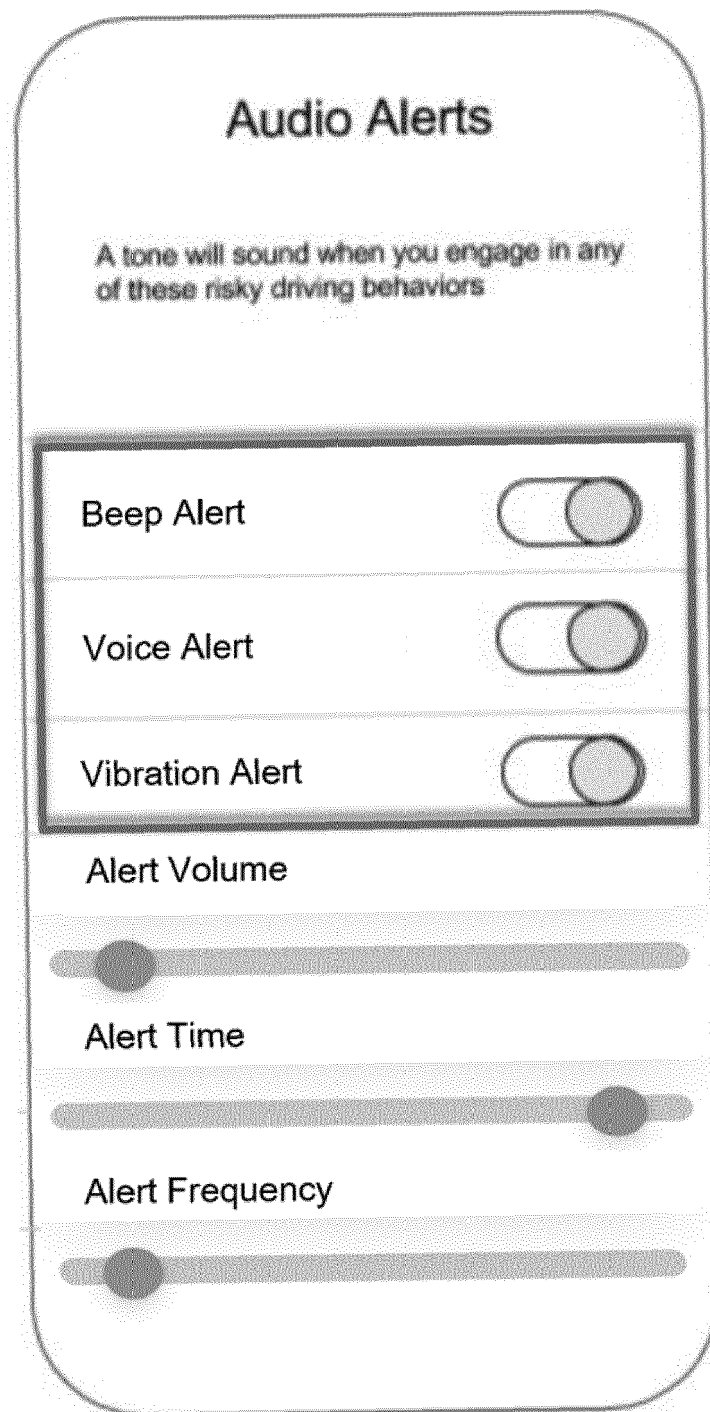 Audio Alerts
A tone will sound when you engage in any
of these risky driving behaviors
Beep Alert
Voice Alert
Vibration Alert
Alert Volume
Alert Time
Alert Frequency